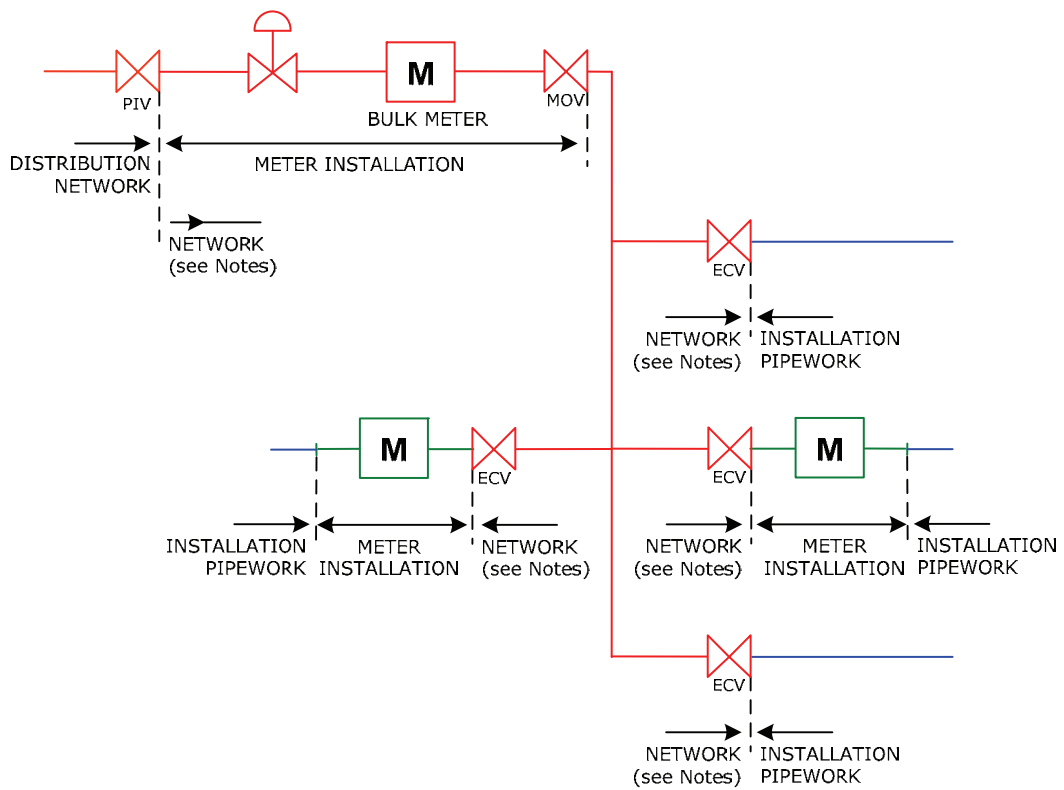 M
PIV
MOV
BULK METER
DISTRIBUTION
NETWORK
METER INSTALLATION
NETWORK
(see Notes)
ECV
NETWORK
(see Notes)
INSTALLATION
PIPEWORK
M
ECV
ECV
M
INSTALLATION
PIPEWORK
METER
INSTALLATION
NETWORK
(see Notes)
NETWORK
(see Notes)
METER
INSTALLATION
INSTALLATION
PIPEWORK
ECV
NETWORK
(see Notes)
INSTALLATION
PIPEWORK